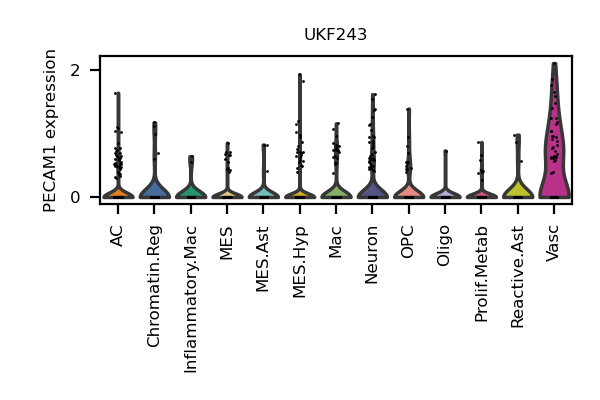 UKF243
PECAM1 expression
2
0
AC
Chromatin.Reg
Inflammatory.Mac
MES
MES.Ast
MES.Hyp
Mac
Neuron
OPC
Oligo
Prolif.Metab
Reactive.Ast
Vasc